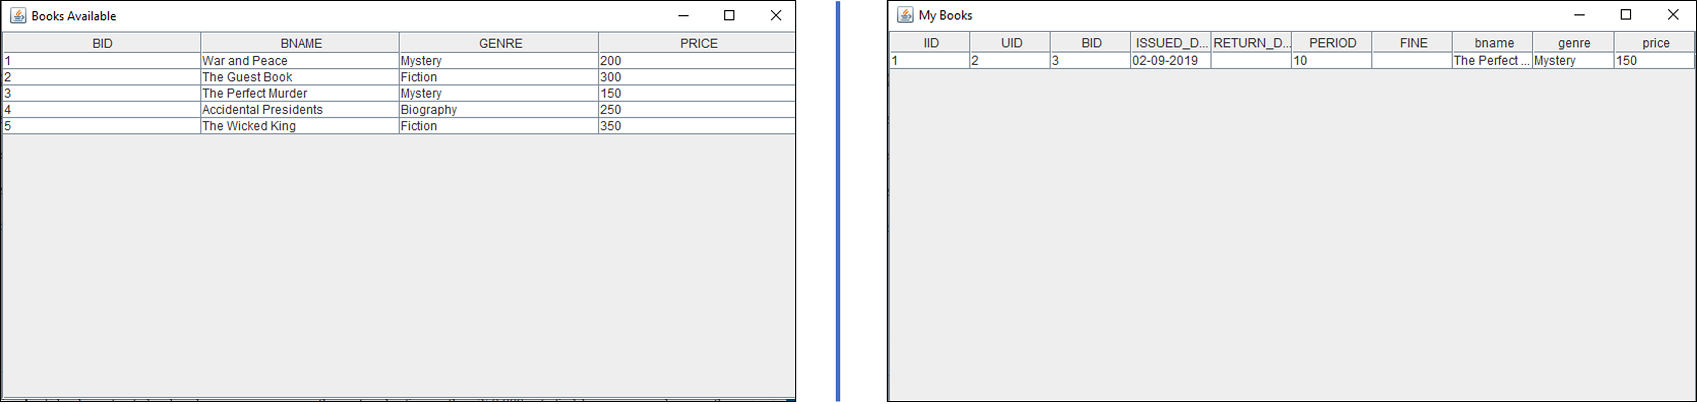 Books Available
BID BNAME GENRE PRICE
1 War and Peace Mystery 200
2 The Guest Book Fiction 300
3 The Perfect Murder Mystery 150
4 Accidental Presidents Biography 250
5 The Wicked King Fiction 350
My Books
IID UID BID ISSUED_D... RETURN_D... PERIOD FINE bname genre price
1 2 3 02-09-2019 10 The Perfect ... Mystery 150